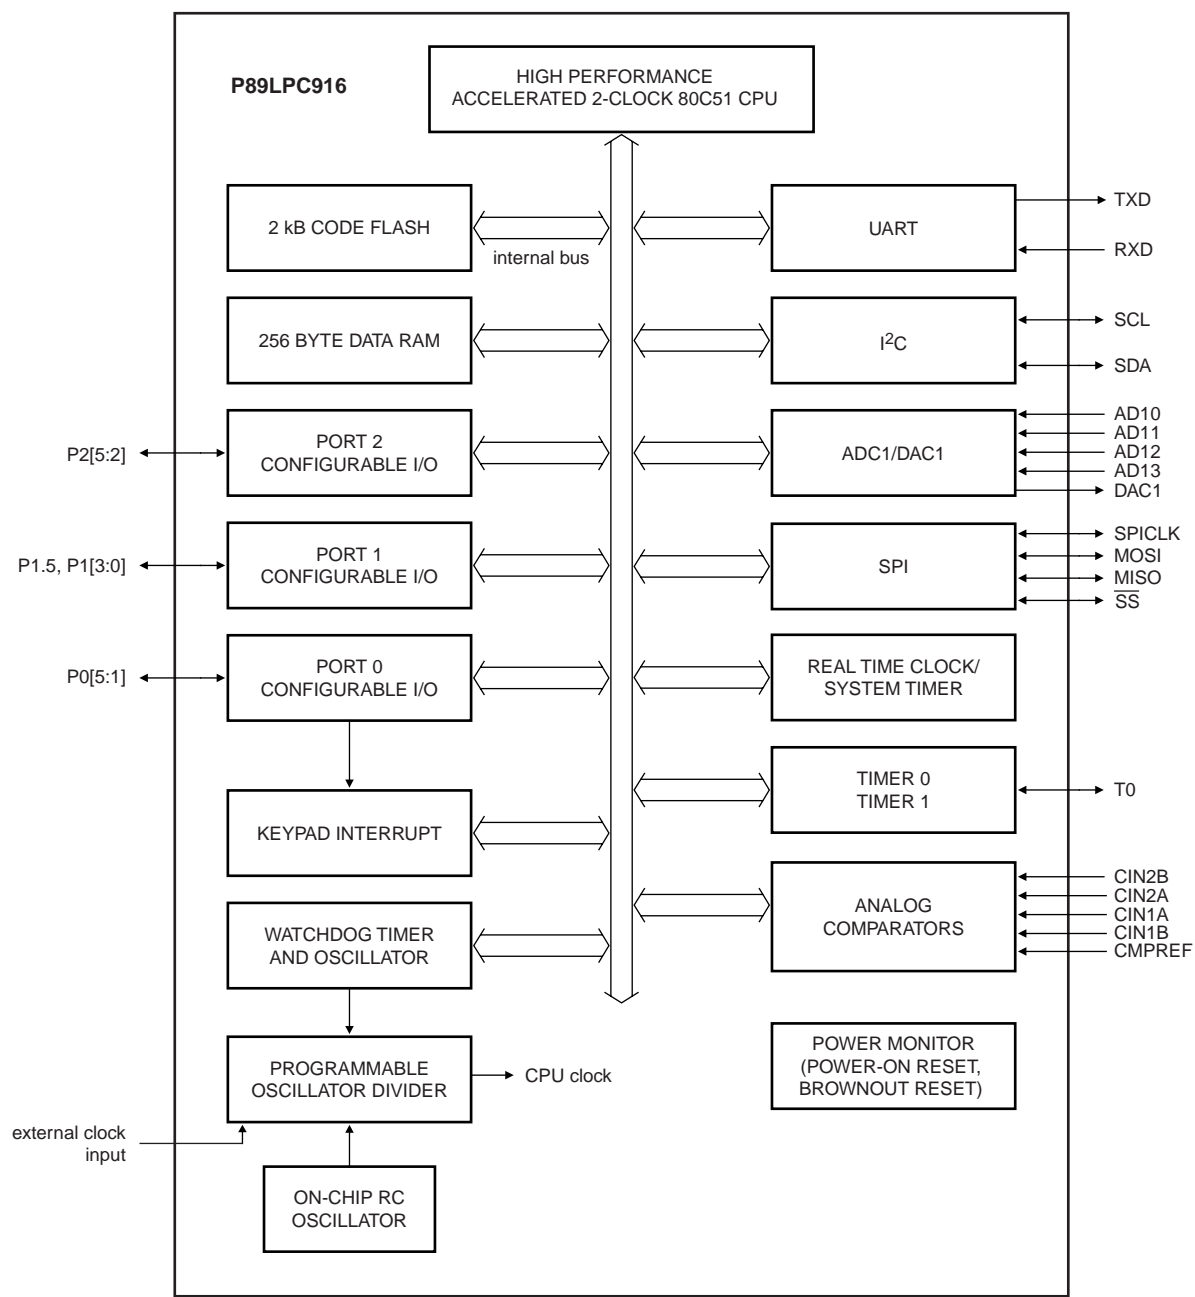 P89LPC916
HIGH PERFORMANCE
ACCELERATED 2-CLOCK 80C51 CPU
2 kB CODE FLASH
internal bus
UART
TXD
RXD
256 BYTE DATA RAM
I²C
SCL
SDA
P2[5:2]
PORT 2
CONFIGURABLE I/O
ADC1/DAC1
AD10
AD11
AD12
AD13
DAC1
P1.5, P1[3:0]
PORT 1
CONFIGURABLE I/O
SPI
SPICLK
MOSI
MISO
S̅S̅
P0[5:1]
PORT 0
CONFIGURABLE I/O
REAL TIME CLOCK/
SYSTEM TIMER
TIMER 0
TIMER 1
T0
KEYPAD INTERRUPT
ANALOG
COMPARATORS
CIN2B
CIN2A
CIN1A
CIN1B
CMPREF
WATCHDOG TIMER
AND OSCILLATOR
PROGRAMMABLE
OSCILLATOR DIVIDER
CPU clock
POWER MONITOR
(POWER-ON RESET,
BROWNOUT RESET)
external clock
input
ON-CHIP RC
OSCILLATOR